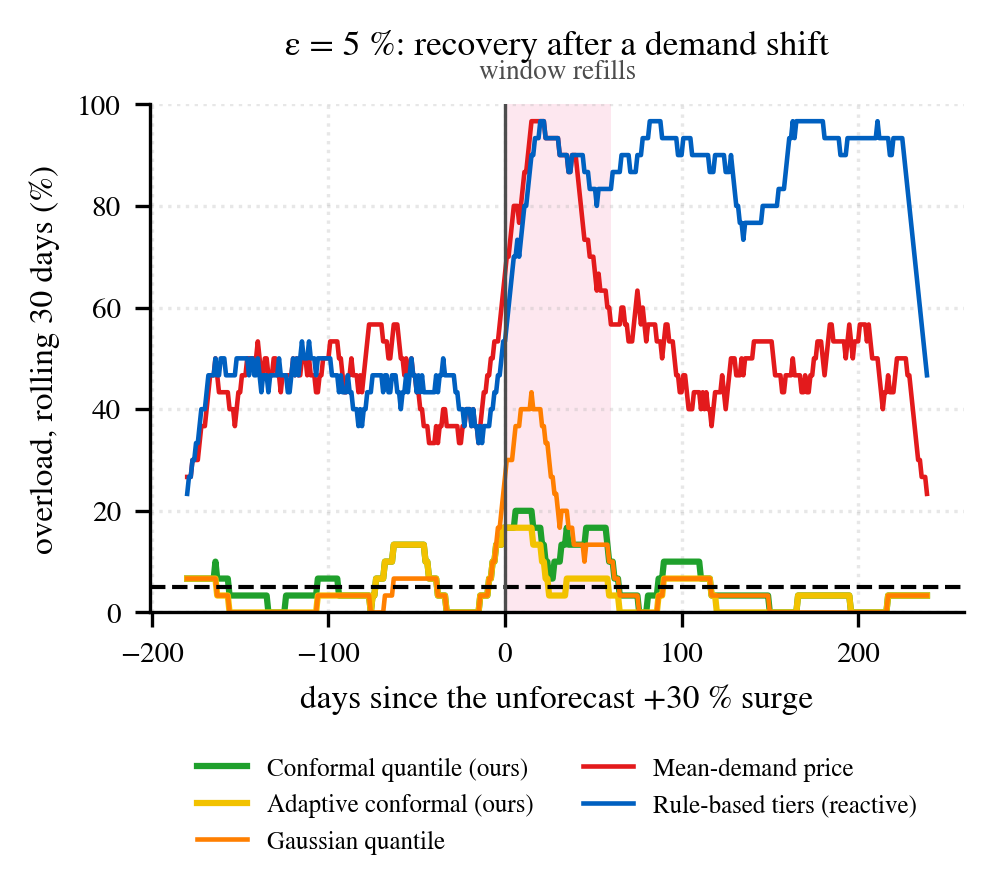 ε = 5 %: recovery after a demand shift
window refills
100
80
60
40
20
0
overload, rolling 30 days (%)
−200
−100
0
100
200
days since the unforecast +30 % surge
Conformal quantile (ours)
Adaptive conformal (ours)
Gaussian quantile
Mean-demand price
Rule-based tiers (reactive)